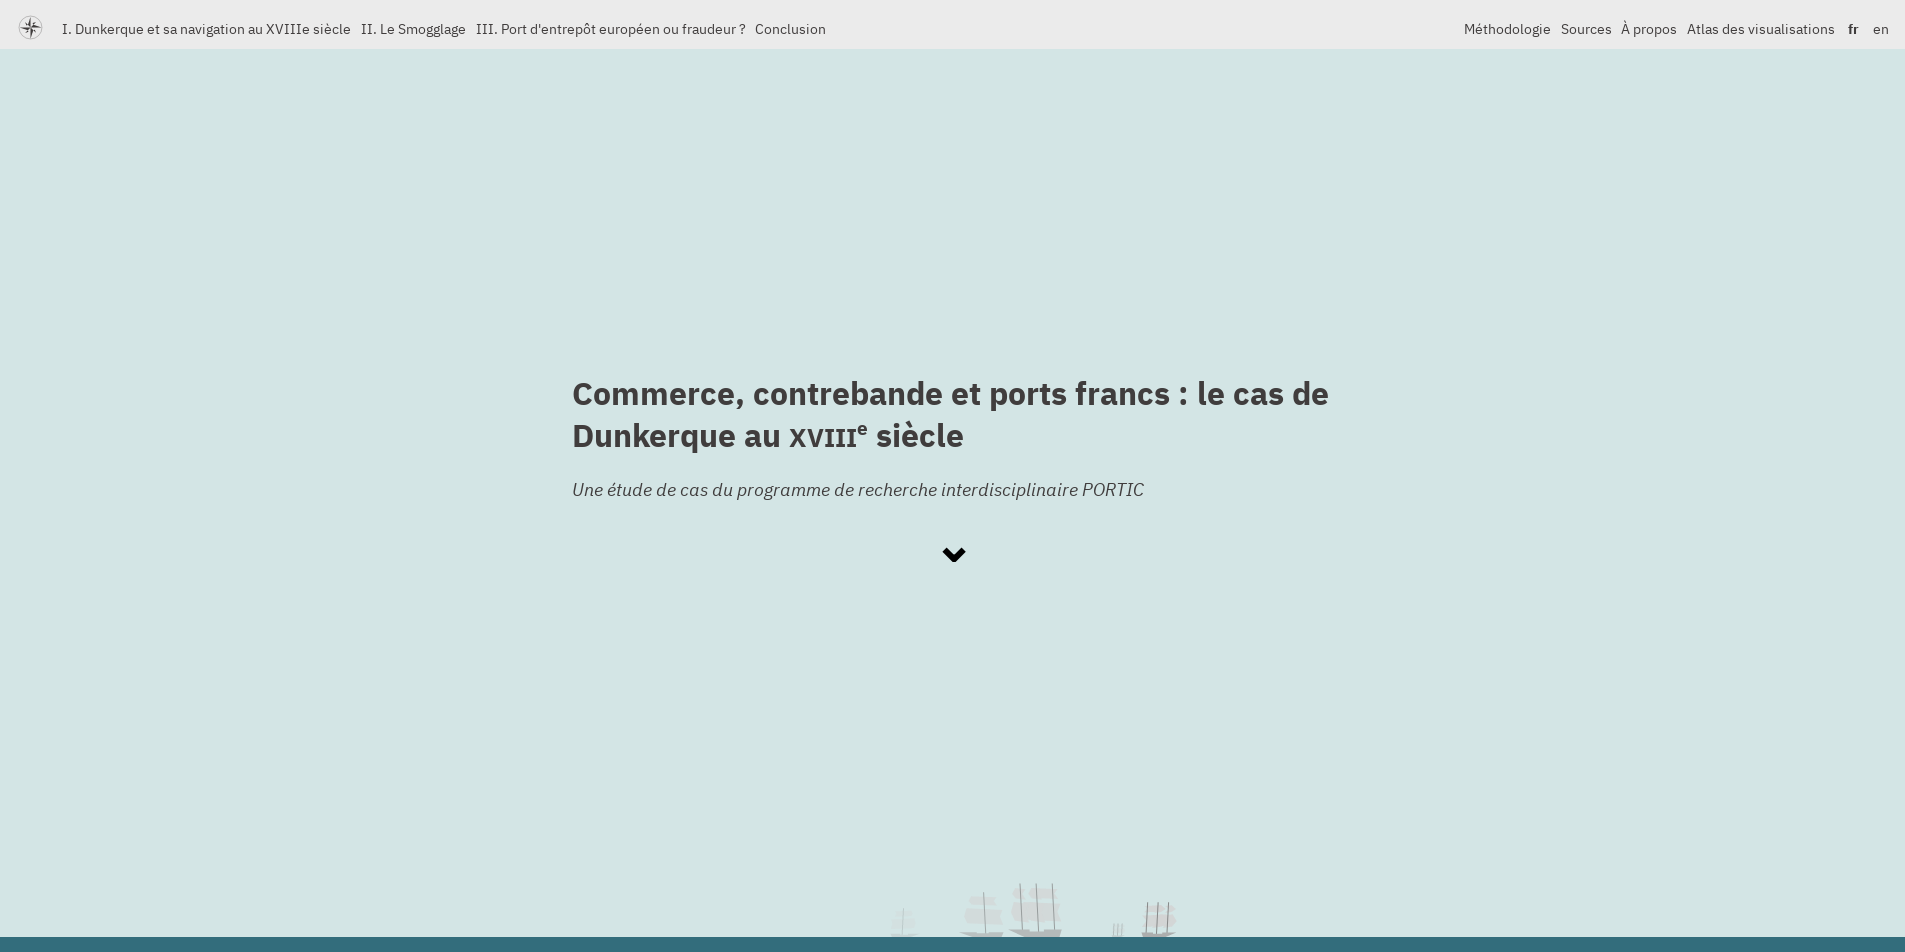 I. Dunkerque et sa navigation au XVIIIe siècle II. Le Smogglage III. Port d'entrepôt européen ou fraudeur ? Conclusion Méthodologie Sources À propos Atlas des visualisations fr en
Commerce, contrebande et ports francs : le cas de
Dunkerque au XVIIIe siècle
Une étude de cas du programme de recherche interdisciplinaire PORTIC